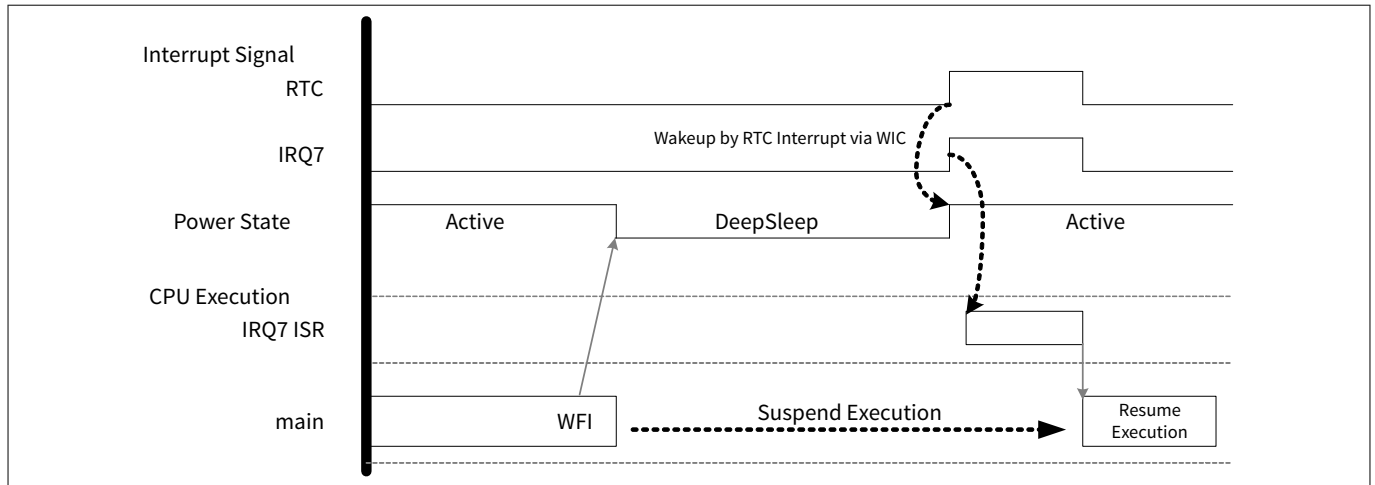 Interrupt Signal
RTC
Wakeup by RTC Interrupt via WIC
IRQ7
Power State
Active
DeepSleep
Active
CPU Execution
IRQ7 ISR
main
WFI
Suspend Execution
Resume
Execution